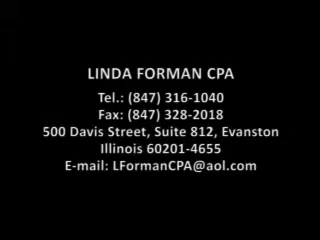 LINDA FORMAN CPA
Tel.: (847) 316-1040
Fax: (847) 328-2018
500 Davis Street, Suite 812, Evanston
Illinois 60201-4655
E-mail: LFormanCPA@aol.com